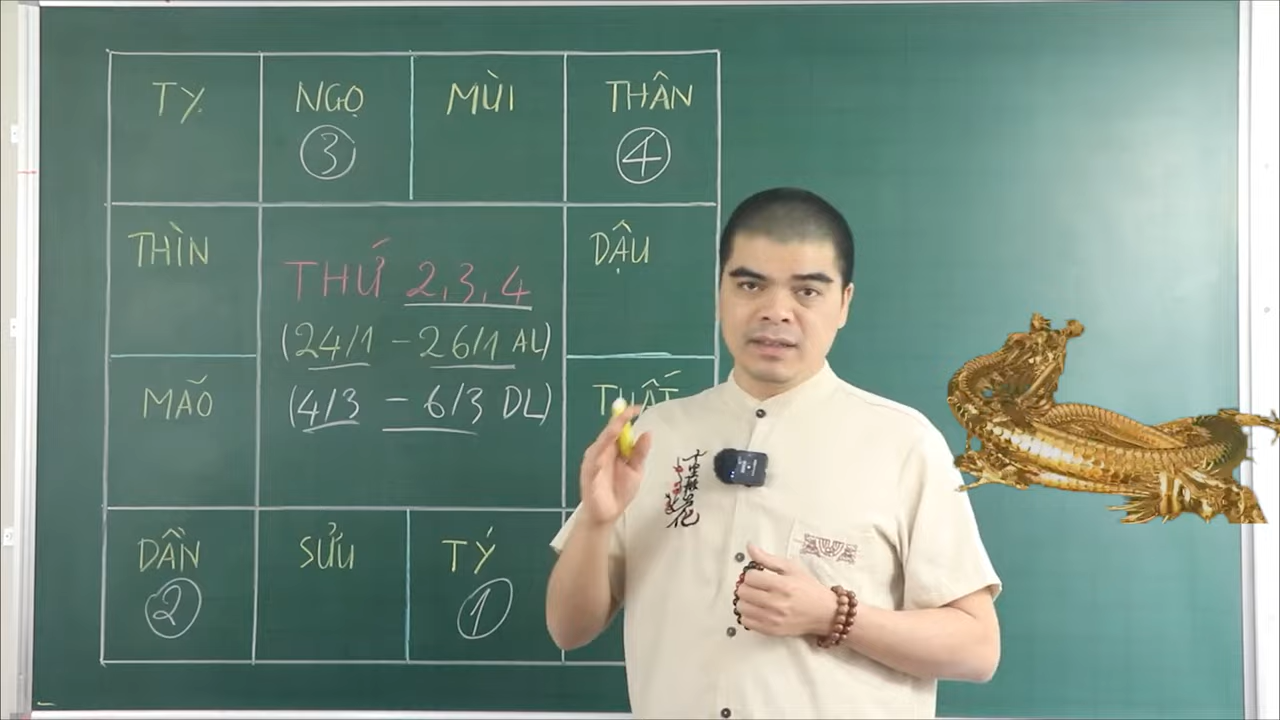 TỴ NGỌ MÙI THÂN
3 4
THÌN DẬU
THỨ 2,3,4
(24/1 - 26/1 AL)
(4/3 - 6/3 DL)
MÃO
DẦN SỬU TÝ
2 1